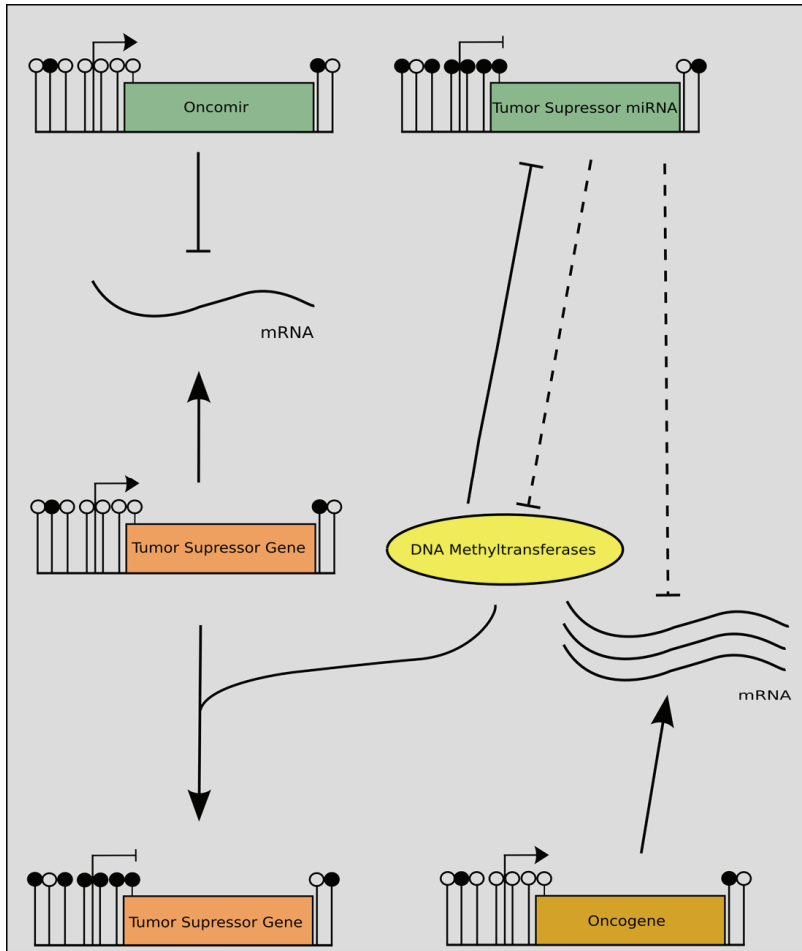 Oncomir
Tumor Supressor miRNA
mRNA
Tumor Supressor Gene
DNA Methyltransferases
mRNA
Tumor Supressor Gene
Oncogene